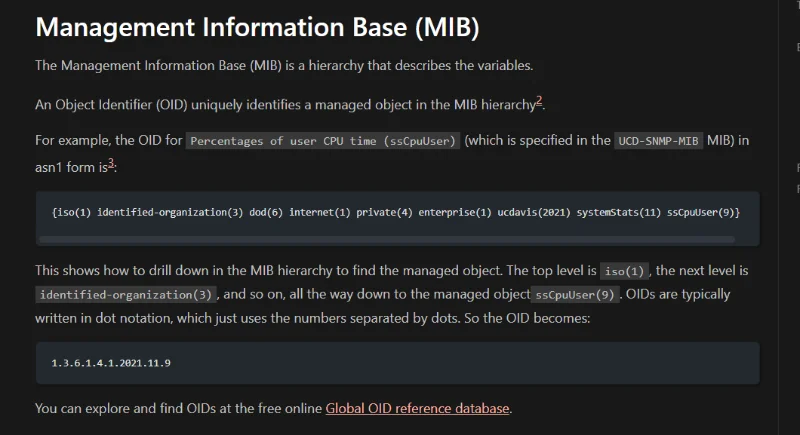 Management Information Base (MIB)
The Management Information Base (MIB) is a hierarchy that describes the variables.
An Object Identifier (OID) uniquely identifies a managed object in the MIB hierarchy2.
For example, the OID for Percentages of user CPU time (ssCpuUser) (which is specified in the UCD-SNMP-MIB MIB) in
asn1 form is3:
{iso(1) identified-organization(3) dod(6) internet(1) private(4) enterprise(1) ucdavis(2021) systemStats(11) ssCpuUser(9)}
This shows how to drill down in the MIB hierarchy to find the managed object. The top level is iso(1), the next level is
identified-organization(3), and so on, all the way down to the managed object ssCpuUser(9). OIDs are typically
written in dot notation, which just uses the numbers separated by dots. So the OID becomes:
1.3.6.1.4.1.2021.11.9
You can explore and find OIDs at the free online Global OID reference database.